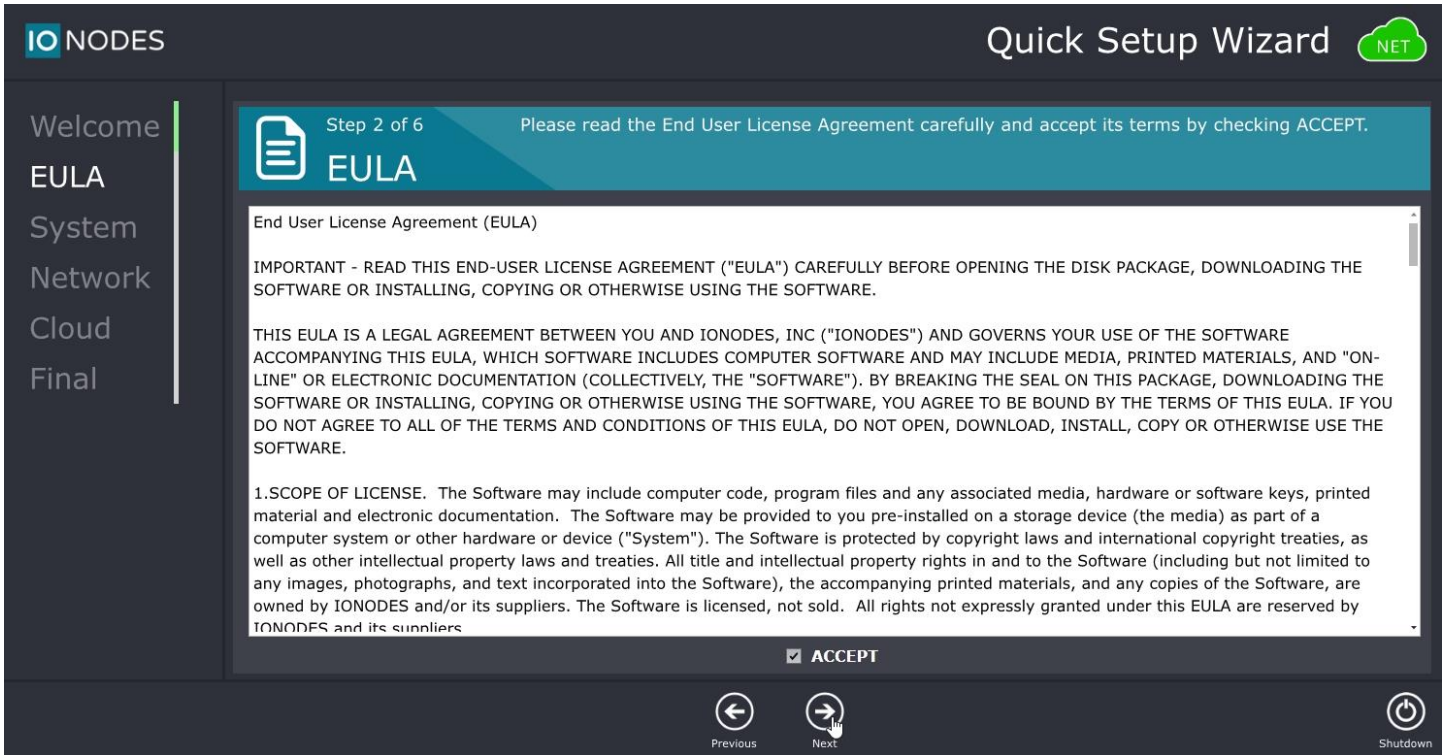 IO NODES
Quick Setup Wizard
NET
Welcome
EULA
System
Network
Cloud
Final
Step 2 of 6
EULA
Please read the End User License Agreement carefully and accept its terms by checking ACCEPT.
End User License Agreement (EULA)
IMPORTANT - READ THIS END-USER LICENSE AGREEMENT ("EULA") CAREFULLY BEFORE OPENING THE DISK PACKAGE, DOWNLOADING THE
SOFTWARE OR INSTALLING, COPYING OR OTHERWISE USING THE SOFTWARE.
THIS EULA IS A LEGAL AGREEMENT BETWEEN YOU AND IONODES, INC ("IONODES") AND GOVERNS YOUR USE OF THE SOFTWARE
ACCOMPANYING THIS EULA, WHICH SOFTWARE INCLUDES COMPUTER SOFTWARE AND MAY INCLUDE MEDIA, PRINTED MATERIALS, AND "ON-
LINE" OR ELECTRONIC DOCUMENTATION (COLLECTIVELY, THE "SOFTWARE"). BY BREAKING THE SEAL ON THIS PACKAGE, DOWNLOADING THE
SOFTWARE OR INSTALLING, COPYING OR OTHERWISE USING THE SOFTWARE, YOU AGREE TO BE BOUND BY THE TERMS OF THIS EULA. IF YOU
DO NOT AGREE TO ALL OF THE TERMS AND CONDITIONS OF THIS EULA, DO NOT OPEN, DOWNLOAD, INSTALL, COPY OR OTHERWISE USE THE
SOFTWARE.
1.SCOPE OF LICENSE.  The Software may include computer code, program files and any associated media, hardware or software keys, printed
material and electronic documentation.  The Software may be provided to you pre-installed on a storage device (the media) as part of a
computer system or other hardware or device ("System"). The Software is protected by copyright laws and international copyright treaties, as
well as other intellectual property laws and treaties. All title and intellectual property rights in and to the Software (including but not limited to
any images, photographs, and text incorporated into the Software), the accompanying printed materials, and any copies of the Software, are
owned by IONODES and/or its suppliers. The Software is licensed, not sold.  All rights not expressly granted under this EULA are reserved by
IONODES and its suppliers
ACCEPT
Previous
Next
Shutdown